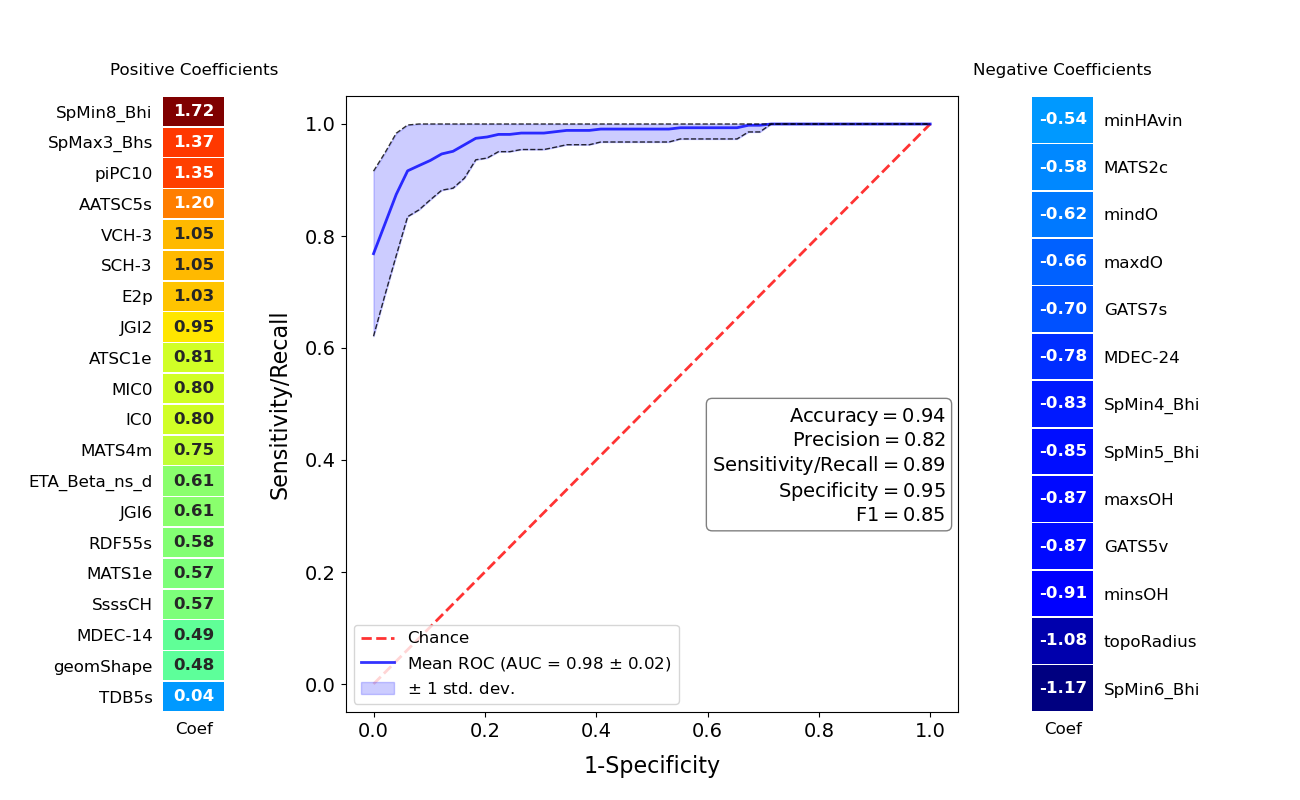 Positive Coefficients
SpMin8_Bhi 1.72
SpMax3_Bhs 1.37
piPC10 1.35
AATSC5s 1.20
VCH-3 1.05
SCH-3 1.05
E2p 1.03
JGI2 0.95
ATSC1e 0.81
MIC0 0.80
IC0 0.80
MATS4m 0.75
ETA_Beta_ns_d 0.61
JGI6 0.61
RDF55s 0.58
MATS1e 0.57
SssssCH 0.57
MDEC-14 0.49
geomShape 0.48
TDB5s 0.04
Coef
Sensitivity/Recall
1.0
0.8
0.6
0.4
0.2
0.0
Accuracy = 0.94
Precision = 0.82
Sensitivity/Recall = 0.89
Specificity = 0.95
F1 = 0.85
Chance
Mean ROC (AUC = 0.98 ± 0.02)
± 1 std. dev.
0.0 0.2 0.4 0.6 0.8 1.0
1-Specificity
Negative Coefficients
-0.54 minHAvin
-0.58 MATS2c
-0.62 mindO
-0.66 maxdO
-0.70 GATS7s
-0.78 MDEC-24
-0.83 SpMin4_Bhi
-0.85 SpMin5_Bhi
-0.87 maxsOH
-0.87 GATS5v
-0.91 minsOH
-1.08 topoRadius
-1.17 SpMin6_Bhi
Coef